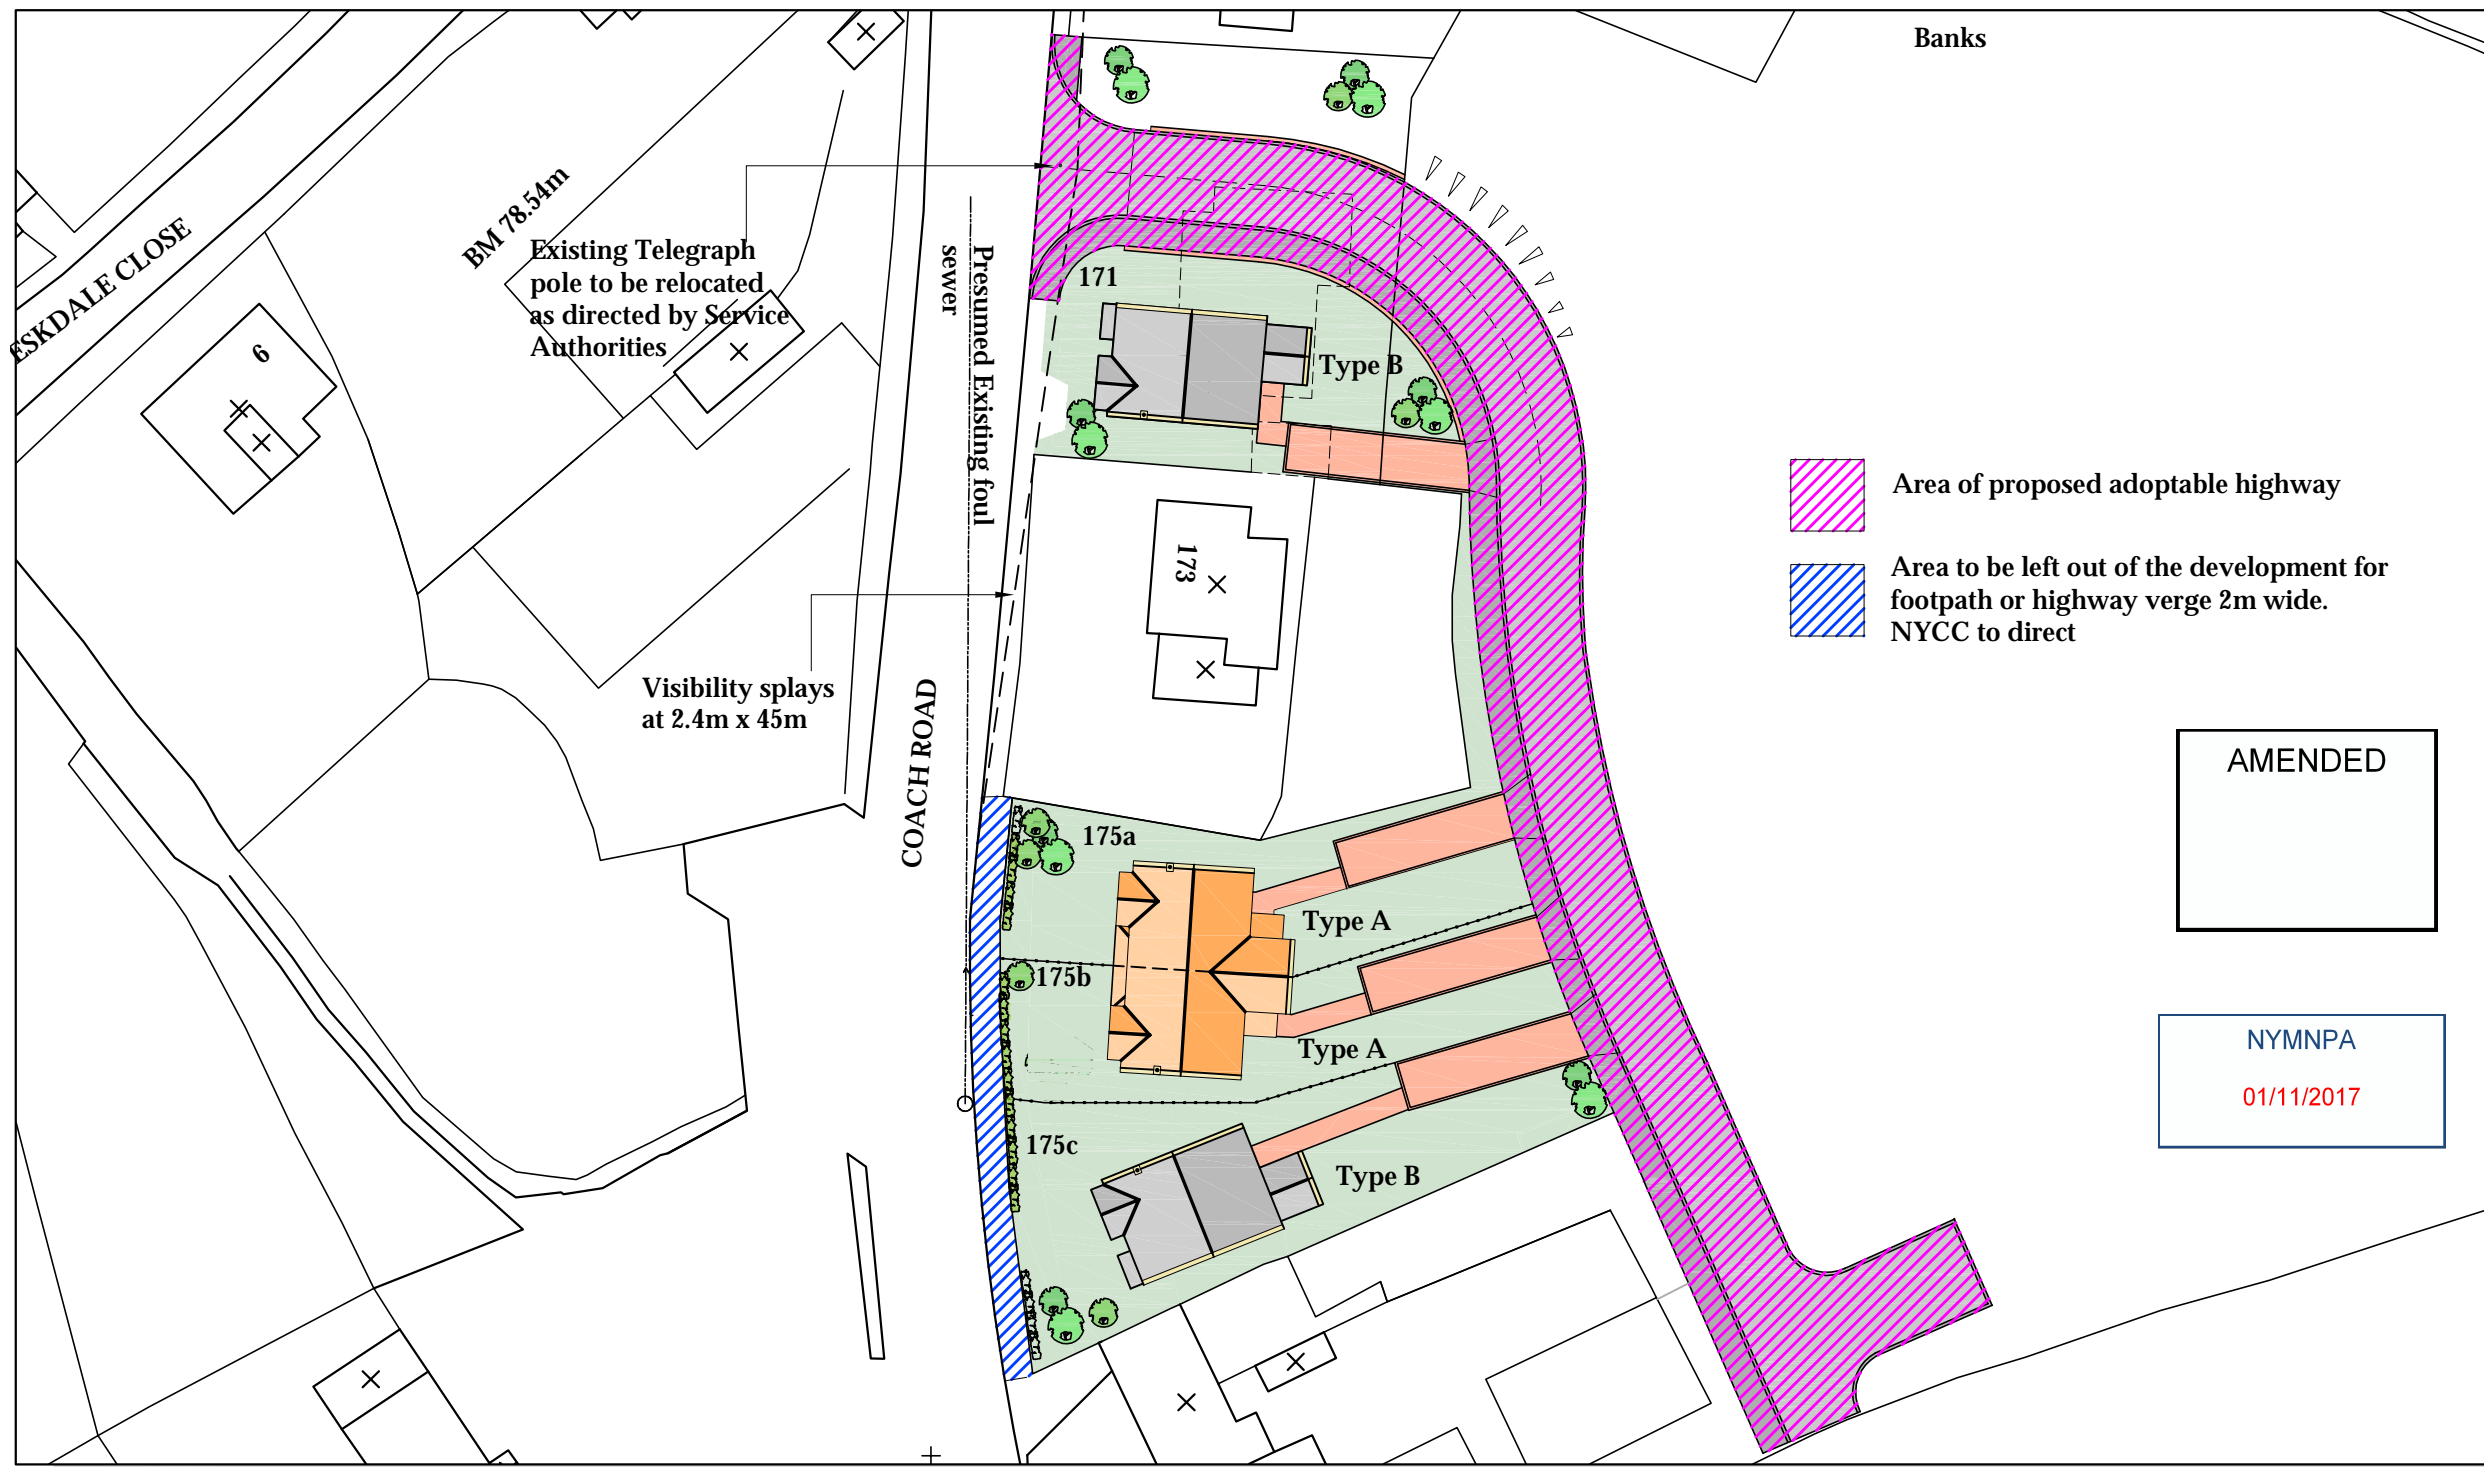 Banks
BM 78.54m
ESKDALE CLOSE
6
Existing Telegraph
pole to be relocated
as directed by Service
Authorities
Presumed Existing foul
sewer
171
Type B
173
Area of proposed adoptable highway
Area to be left out of the development for
footpath or highway verge 2m wide.
NYCC to direct
Visibility splays
at 2.4m x 45m
COACH ROAD
AMENDED
175a
Type A
175b
Type A
175c
Type B
NYMNPA
01/11/2017